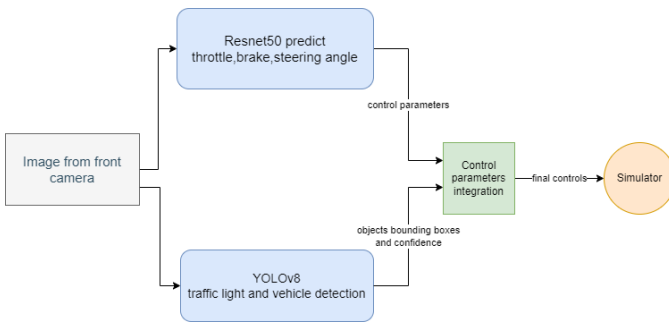 Resnet50 predict
throttle,brake,steering angle
control parameters
Image from front
camera
Control
parameters
integration
final controls
Simulator
objects bounding boxes
and confidence
YOLOv8
traffic light and vehicle detection